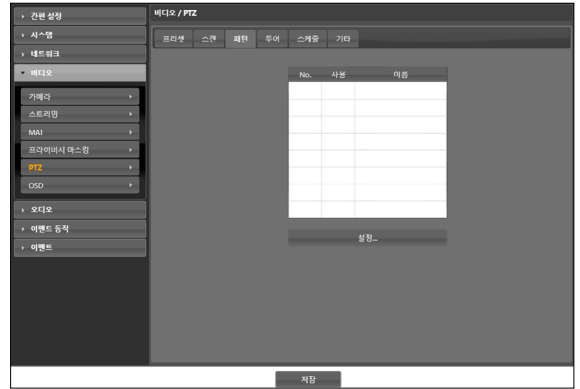 간편 설정
시스템
네트워크
비디오
카메라
스트리밍
MAT
프라이버시 마스킹
PTZ
OSD
오디오
이벤트 동작
이벤트
비디오 / PTZ
프리셋 스캔 패턴 투어 스케줄 기타
No. 사용 이름
설정...
저장